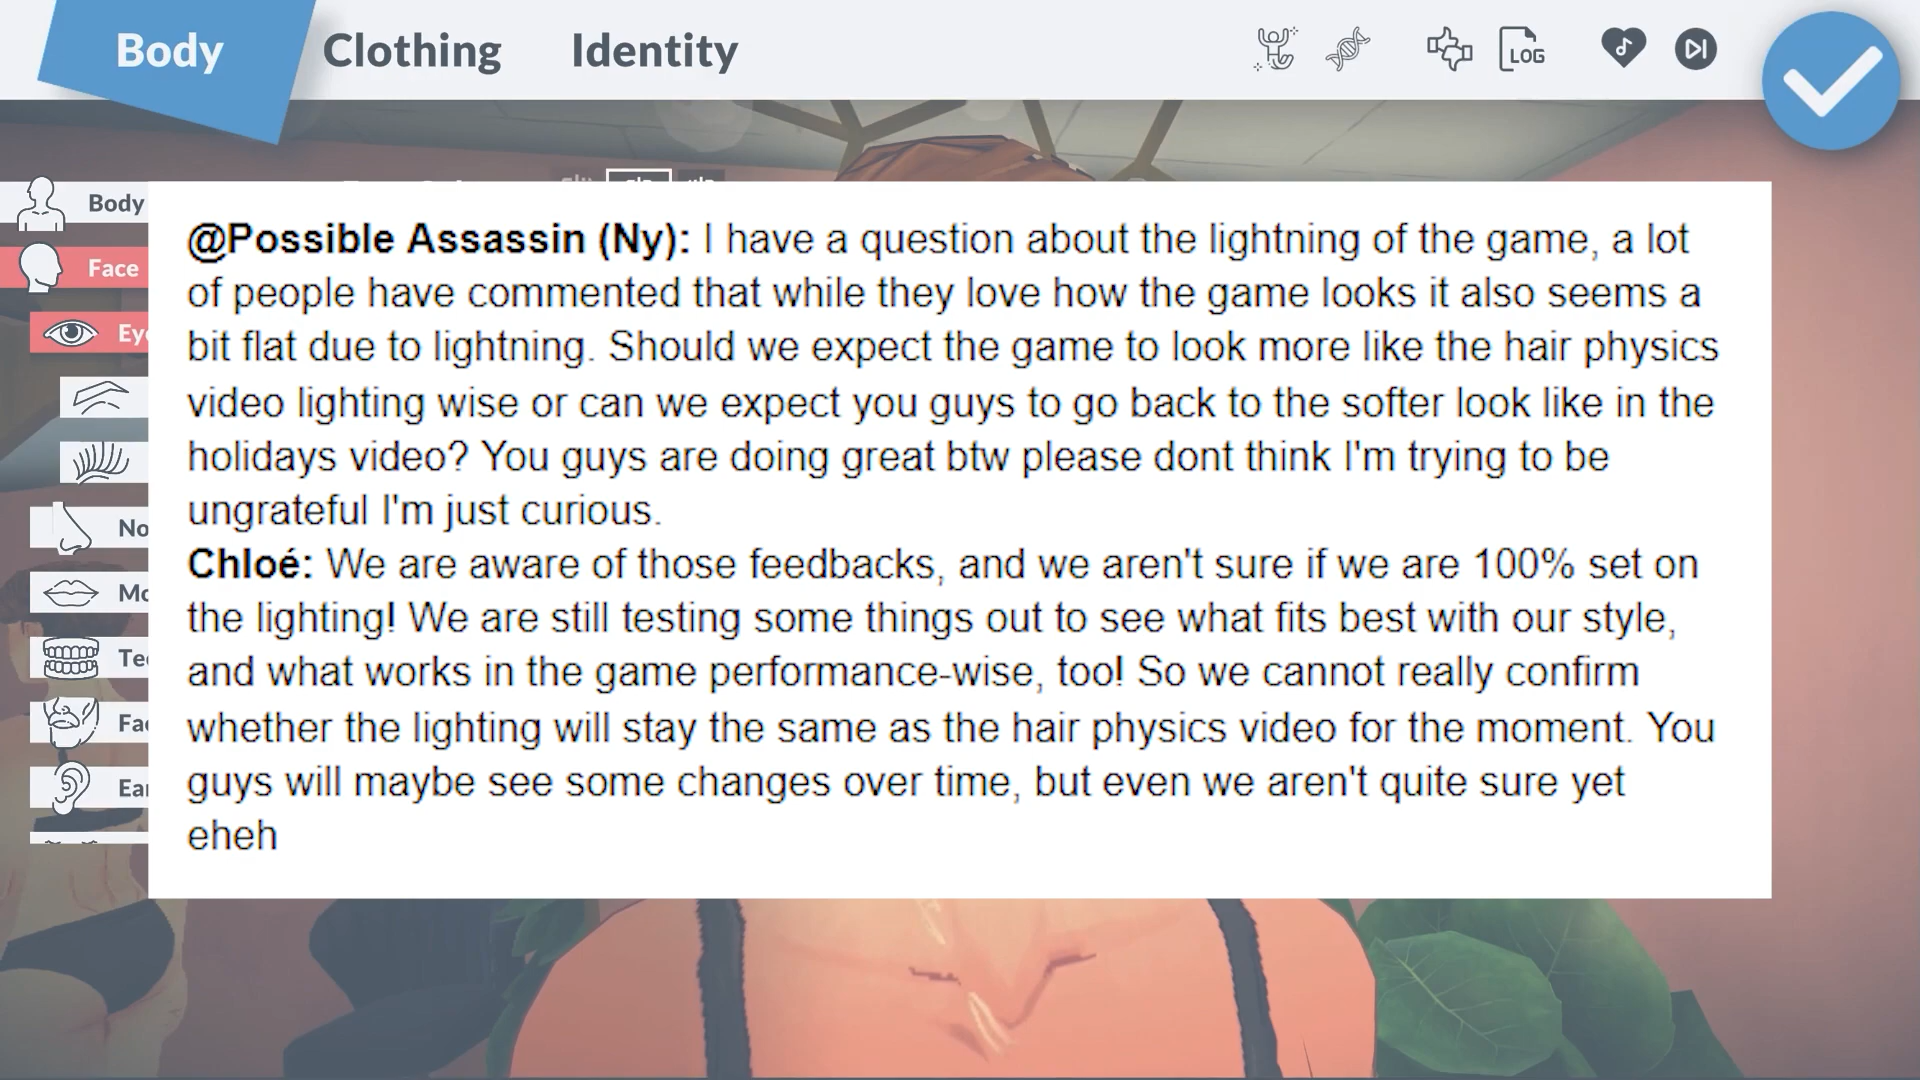 Body Clothing Identity
LOG
Body
Face
@Possible Assassin (Ny): I have a question about the lightning of the game, a lot
of people have commented that while they love how the game looks it also seems a
bit flat due to lightning. Should we expect the game to look more like the hair physics
video lighting wise or can we expect you guys to go back to the softer look like in the
holidays video? You guys are doing great btw please dont think I'm trying to be
ungrateful I'm just curious.
Chloé: We are aware of those feedbacks, and we aren't sure if we are 100% set on
the lighting! We are still testing some things out to see what fits best with our style,
and what works in the game performance-wise, too! So we cannot really confirm
whether the lighting will stay the same as the hair physics video for the moment. You
guys will maybe see some changes over time, but even we aren't quite sure yet
eheh